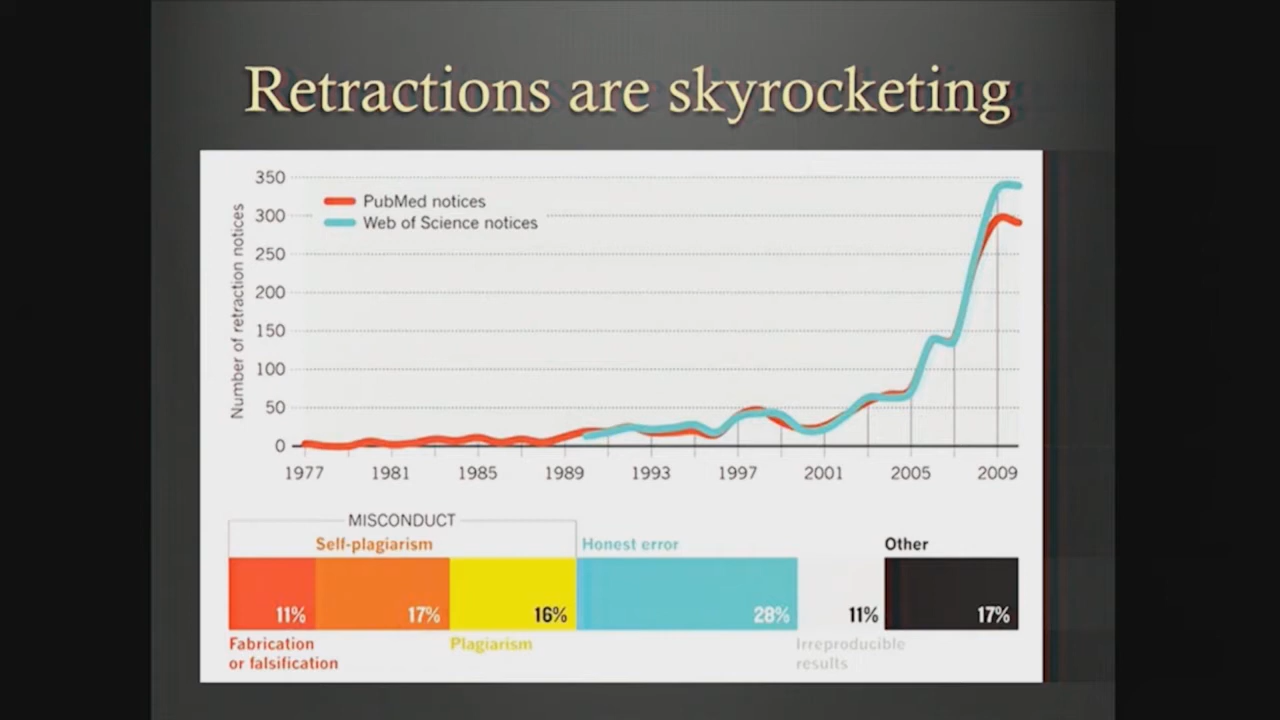 Retractions are skyrocketing
Number of retraction notices
350
300
250
200
150
100
50
0
PubMed notices
Web of Science notices
1977 1981 1985 1989 1993 1997 2001 2005 2009
MISCONDUCT
Self-plagiarism Honest error Other
11% 17% 16% 28% 11% 17%
Fabrication Plagiarism Irreproducible
or falsification results